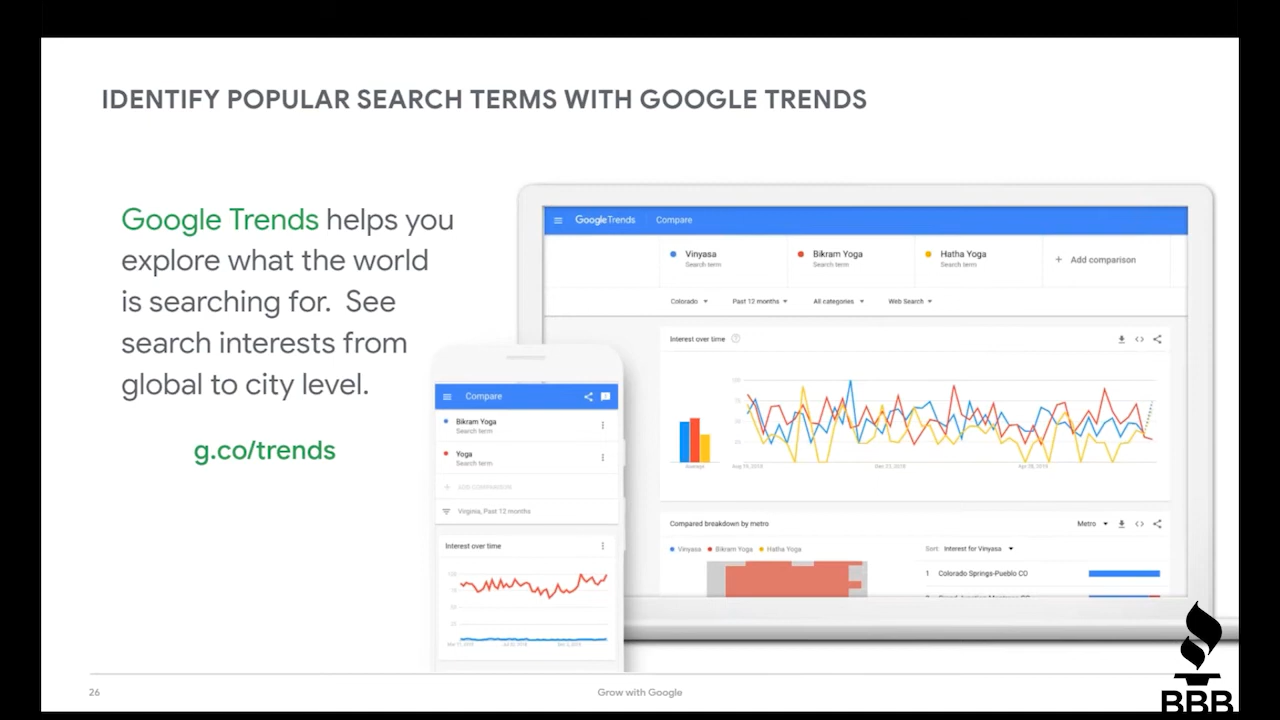 IDENTIFY POPULAR SEARCH TERMS WITH GOOGLE TRENDS
Google Trends helps you
explore what the world
is searching for. See
search interests from
global to city level.
g.co/trends
GoogleTrends Compare
Vinyasa
Search term
Bikram Yoga
Search term
Hatha Yoga
Search term
+ Add comparison
Colorado
Past 12 months
All categories
Web Search
Interest over time
Average
Compared breakdown by metro
Metro
Vinyasa Bikram Yoga Hatha Yoga
Sort: Interest for Vinyasa
1 Colorado Springs-Pueblo CO
Compare
Bikram Yoga
Search term
Yoga
Search term
+ ADD COMPARISON
Virginia, Past 12 months
Interest over time
26
Grow with Google
BBB